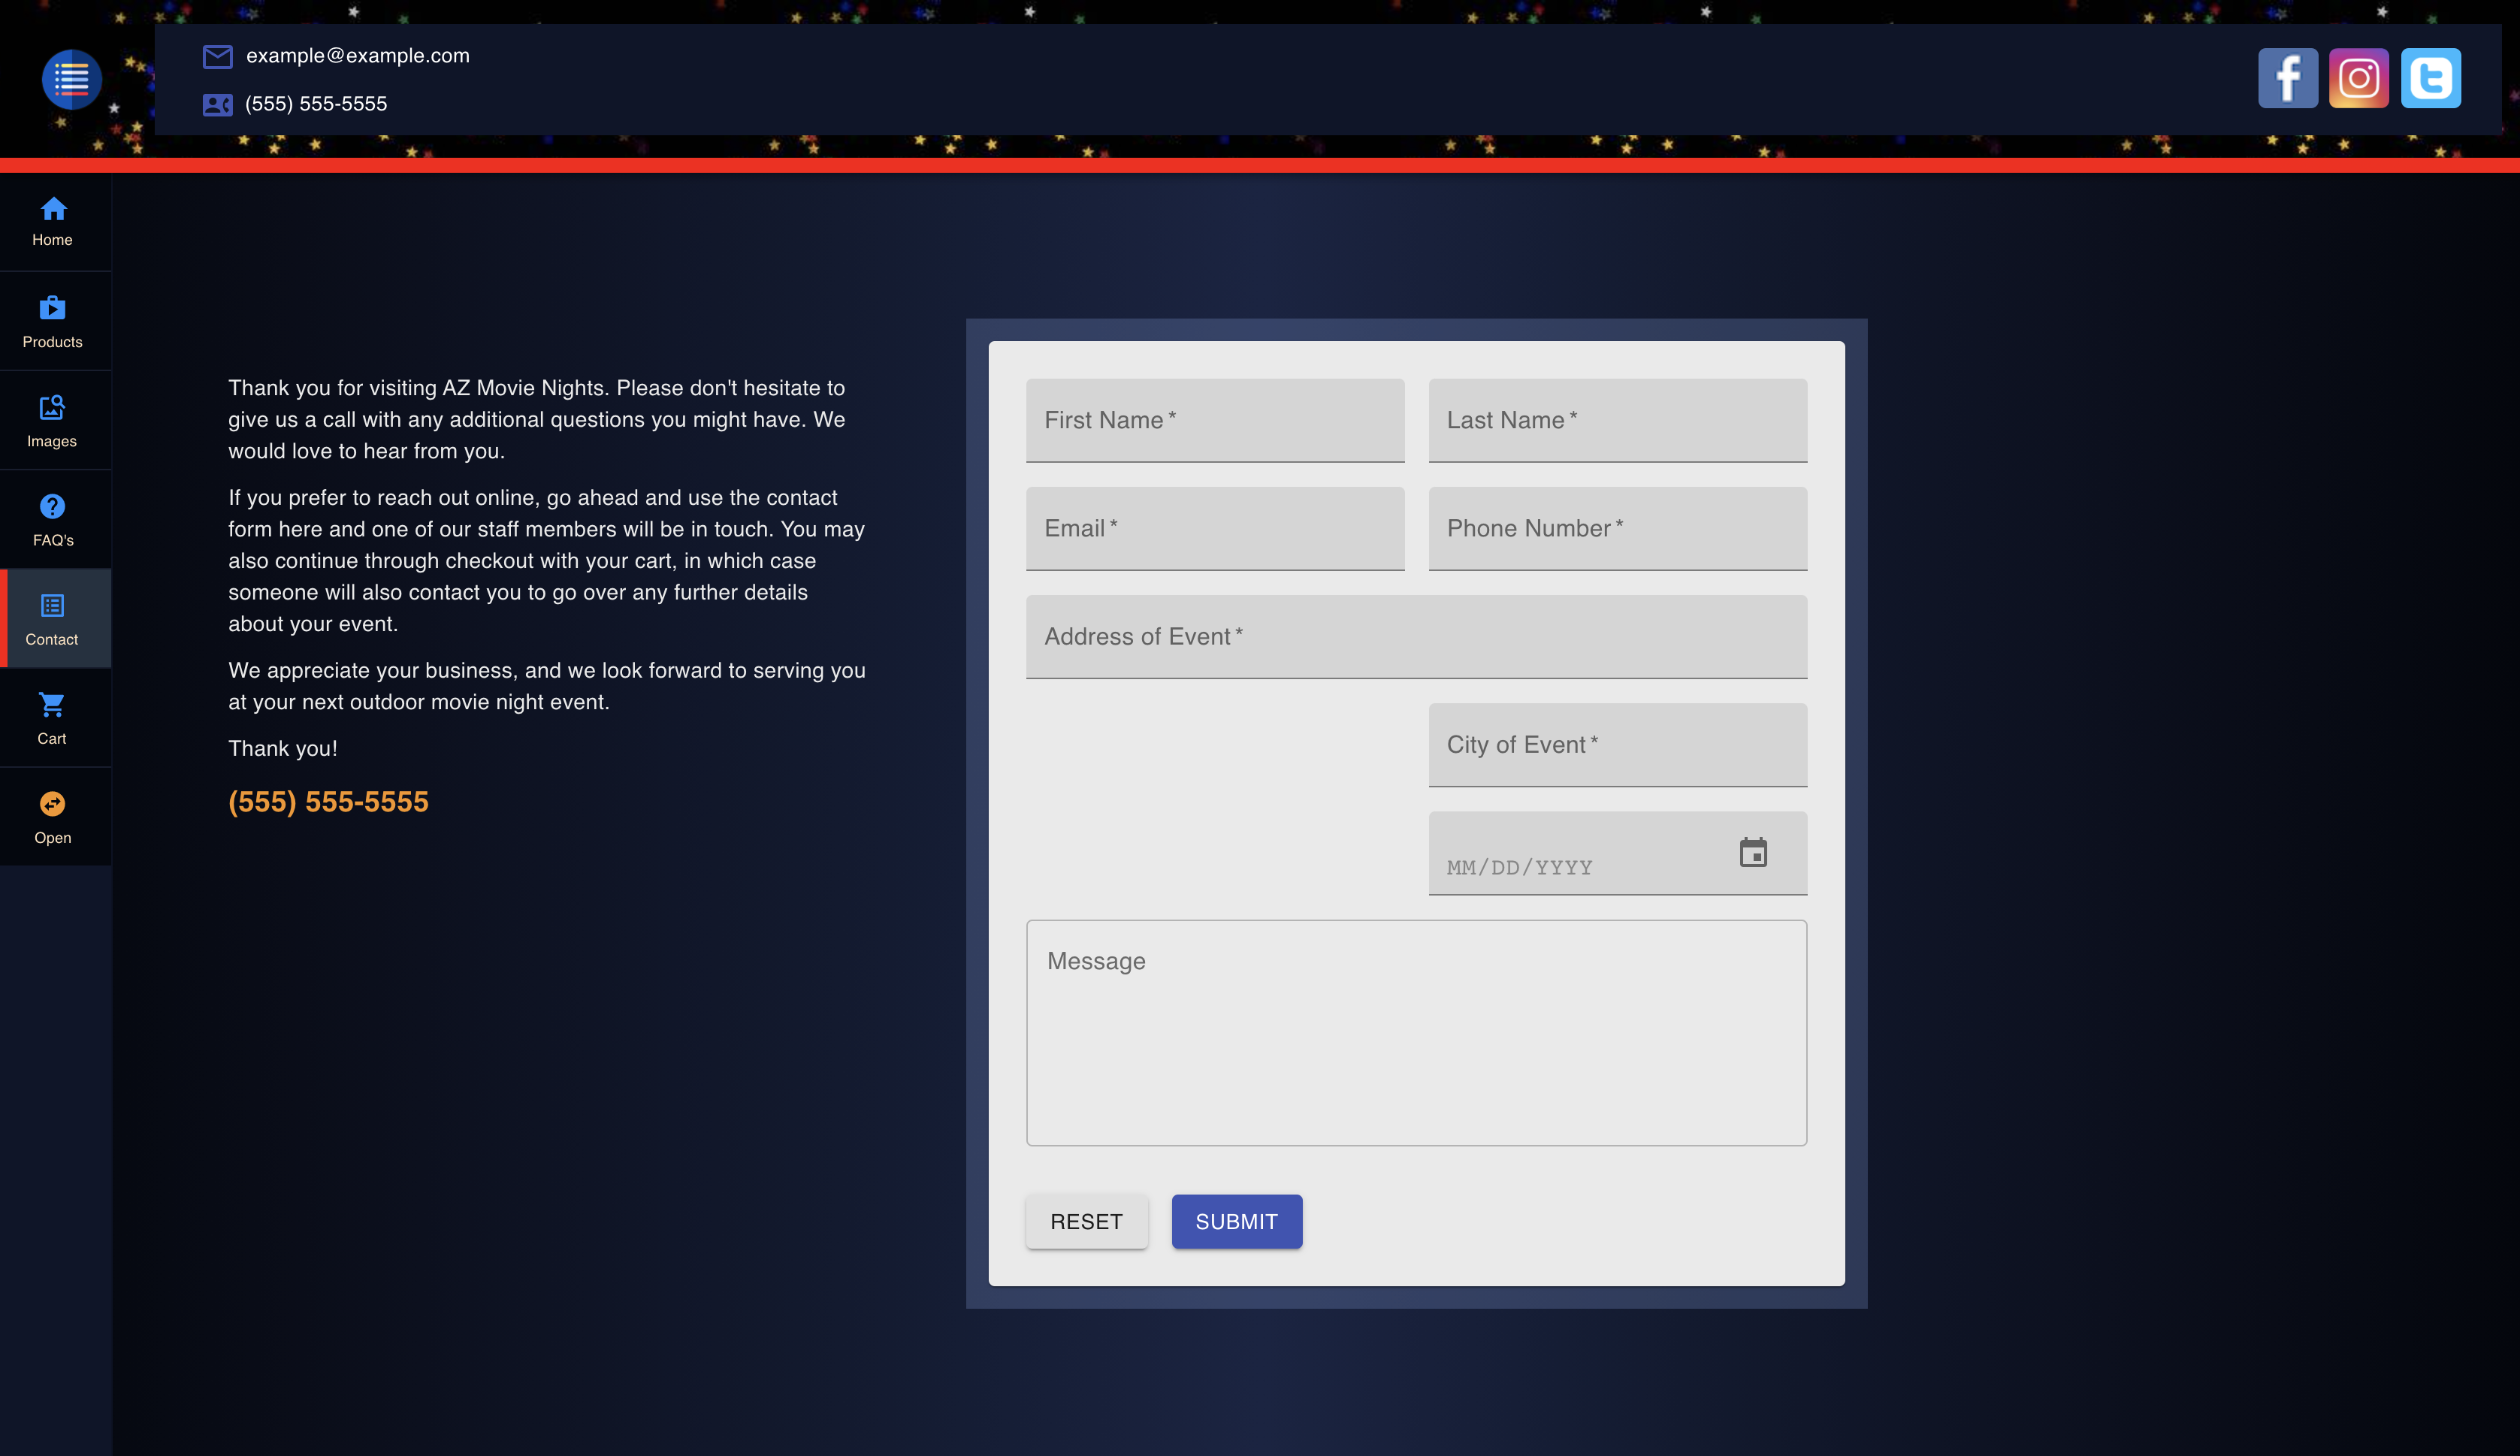 example@example.com
(555) 555-5555
Home
Products
Images
FAQ's
Contact
Cart
Open
Thank you for visiting AZ Movie Nights. Please don't hesitate to
give us a call with any additional questions you might have. We
would love to hear from you.
If you prefer to reach out online, go ahead and use the contact
form here and one of our staff members will be in touch. You may
also continue through checkout with your cart, in which case
someone will also contact you to go over any further details
about your event.
We appreciate your business, and we look forward to serving you
at your next outdoor movie night event.
Thank you!
(555) 555-5555
First Name *
Last Name *
Email *
Phone Number *
Address of Event *
City of Event *
MM/DD/YYYY
Message
RESET
SUBMIT